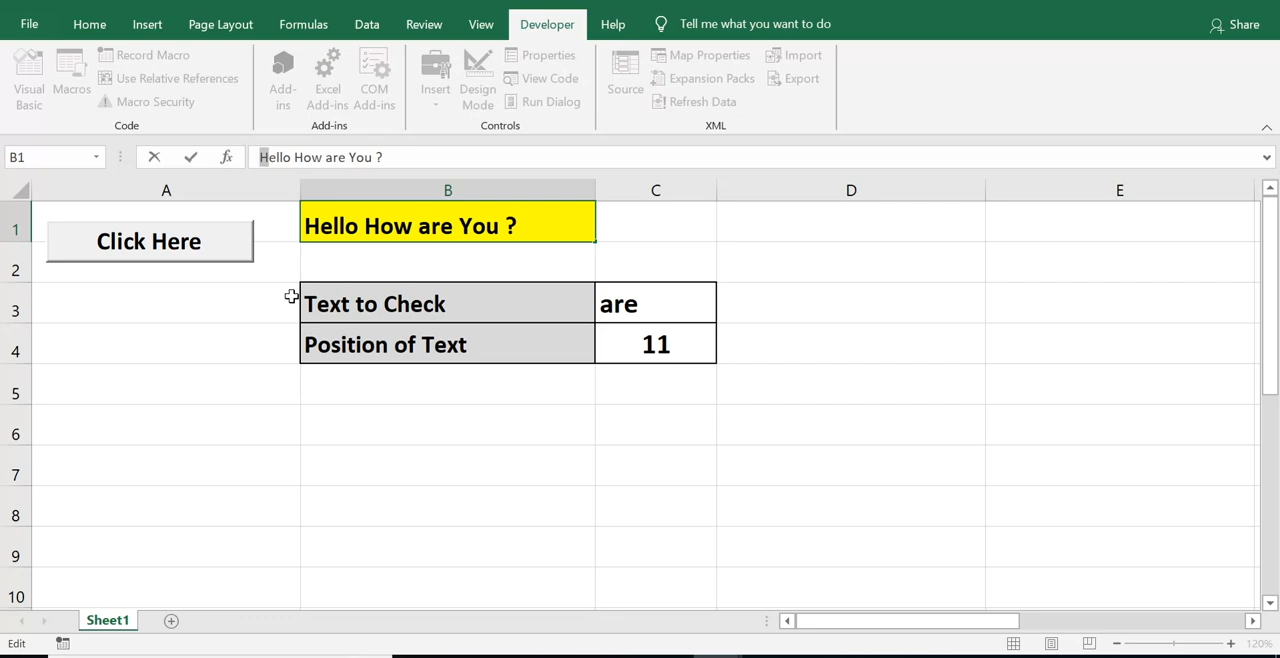 File Home Insert Page Layout Formulas Data Review View Developer Help Tell me what you want to do Share
Visual Basic
Macros
Record Macro
Use Relative References
Macro Security
Code
Add-ins
Excel Add-ins
COM Add-ins
Add-ins
Insert
Design Mode
Properties
View Code
Run Dialog
Controls
Source
Map Properties
Expansion Packs
Refresh Data
Import
Export
XML
B1 fx Hello How are You ?
A B C D E
1 Click Here Hello How are You ?
2
3 Text to Check are
4 Position of Text 11
5
6
7
8
9
10
Sheet1
Edit 120%